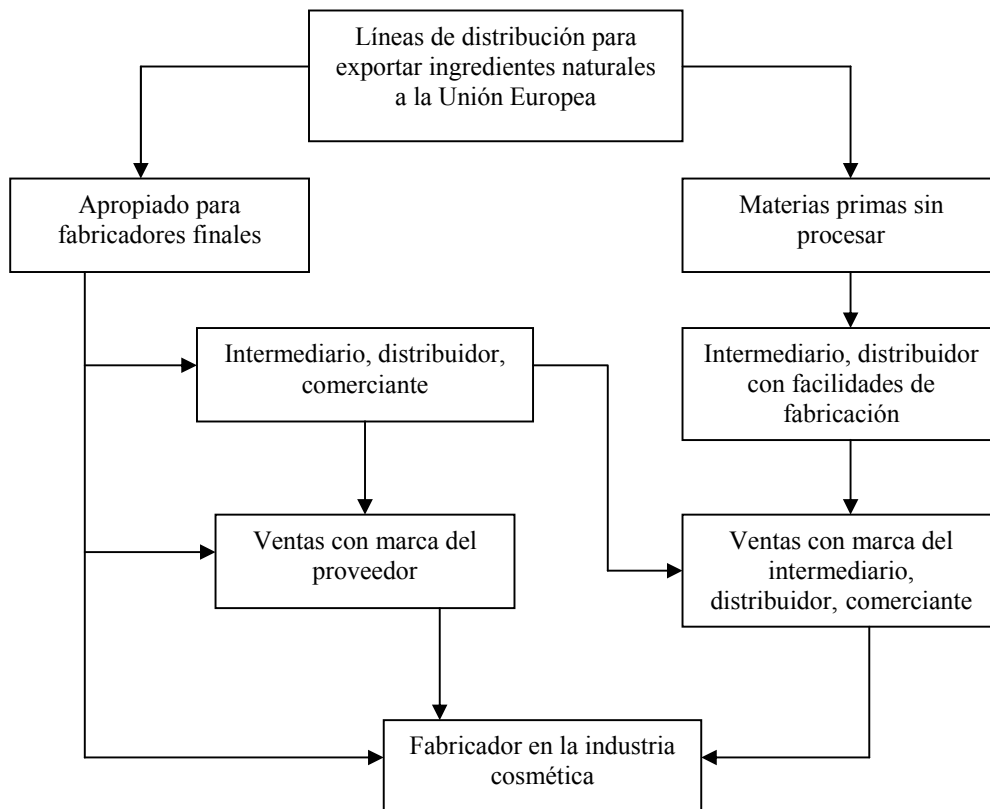 Líneas de distribución para
exportar ingredientes naturales
a la Unión Europea
Apropiado para
fabricadores finales
Materias primas sin
procesar
Intermediario, distribuidor,
comerciante
Intermediario, distribuidor
con facilidades de
fabricación
Ventas con marca del
proveedor
Ventas con marca del
intermediario,
distribuidor, comerciante
Fabricador en la industria
cosmética